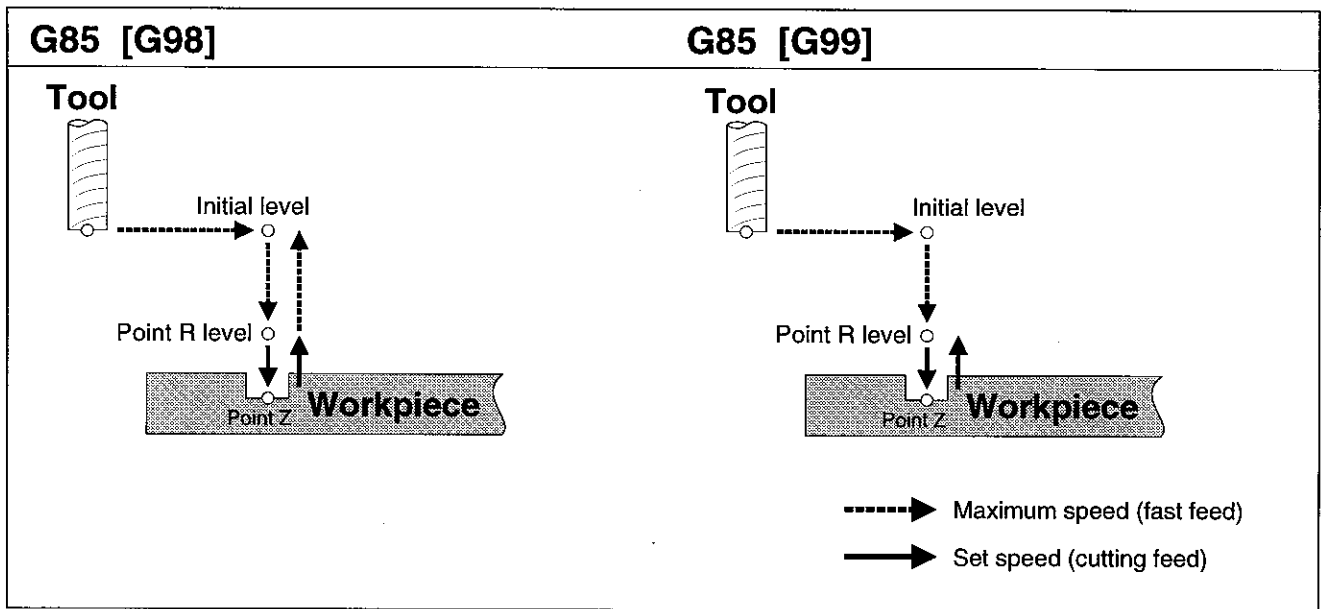 G85 [G98]
G85 [G99]
Tool
Initial level
Point R level
Point Z
Workpiece
Tool
Initial level
Point R level
Point Z
Workpiece
Maximum speed (fast feed)
Set speed (cutting feed)